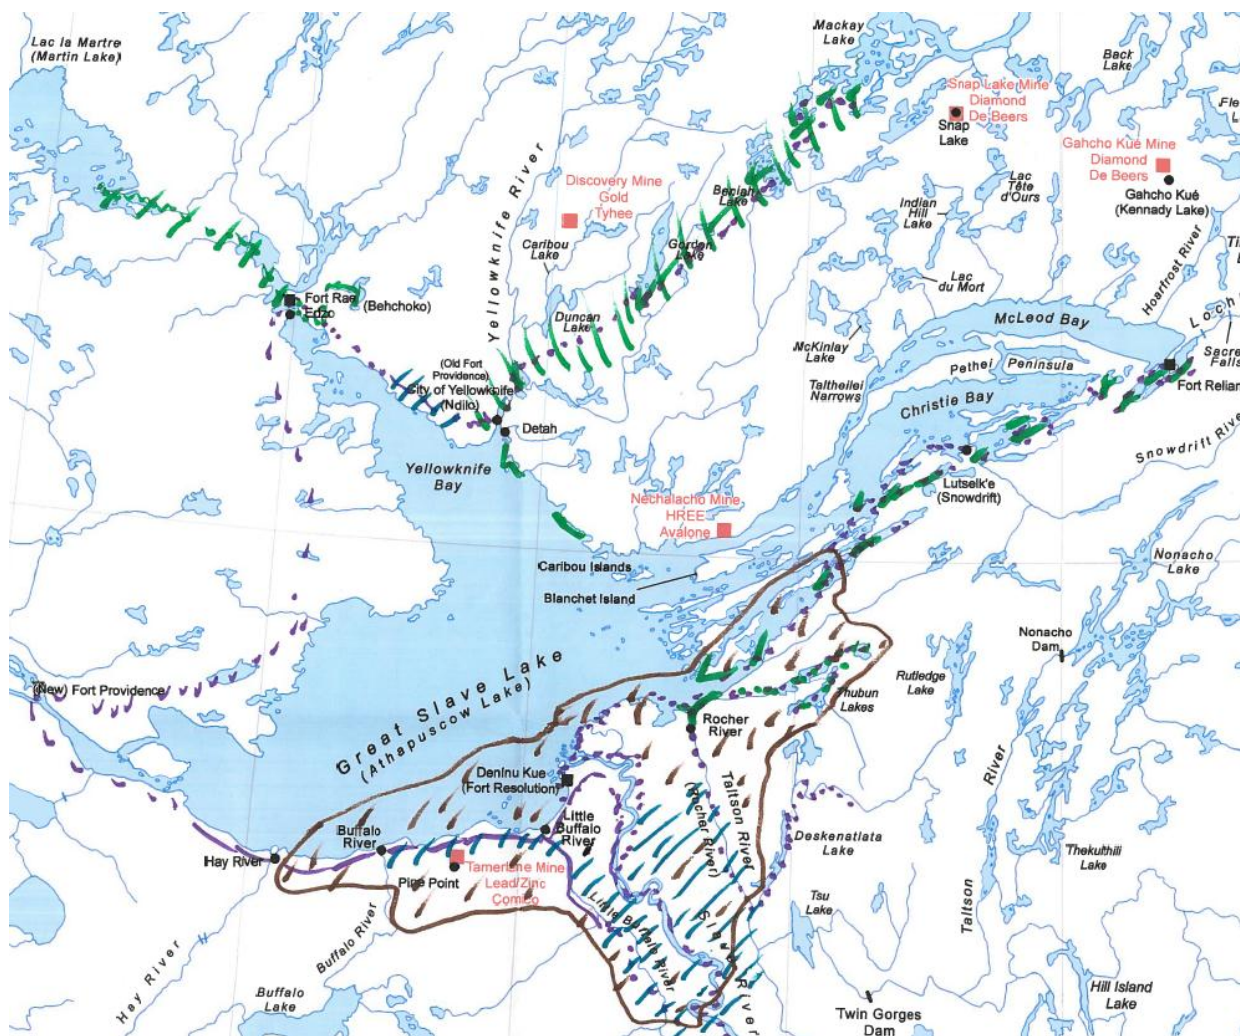 Lac la Martre
(Martin Lake)
Mackay
Lake
Back
Lake
Snap Lake Mine
Diamond
De Beers
Snap
Lake
Gahcho Kué Mine
Diamond
De Beers
Gahcho Kué
(Kennady Lake)
Discovery Mine
Gold
Tyhee
Yellowknife River
Caribou
Lake
Beniah
Lake
Gordon
Lake
Duncan
Lake
Lac
Tête
d'Ours
Indian
Hill
Lake
Lac
du Mort
Hoarfrost River
McKinlay
Lake
McLeod Bay
Pethei Peninsula
Taltheilei
Narrows
Christie Bay
Loch
Sacre
Falls
Fort Relian
Snowdrift Rive
Fort Rae
Edzo
(Behchoko)
(Old Fort
Providence)
City of Yellowknife
(Ndilo)
Detah
Yellowknife
Bay
Lutselk'e
(Snowdrift)
Nechalacho Mine
HREE
Avalone
Caribou Islands
Blanchet Island
Nonacho
Lake
Nonacho
Dam
Rutledge
Lake
Thubun
Lakes
(New) Fort Providence
Great Slave Lake
(Athapuscow Lake)
Rocher
River
Deninu Kue
(Fort Resolution)
Little
Buffalo
River
Buffalo
River
Hay River
Pine Point
Tamerlane Mine
Lead/Zinc
Cominco
Taltson River
(Rocher River)
Deskenatlata
Lake
Thekulthili
Lake
Taltson River
Tsu
Lake
Little Buffalo River
Slave River
Buffalo River
Hay River
Buffalo
Lake
Twin Gorges
Dam
Hill Island
Lake